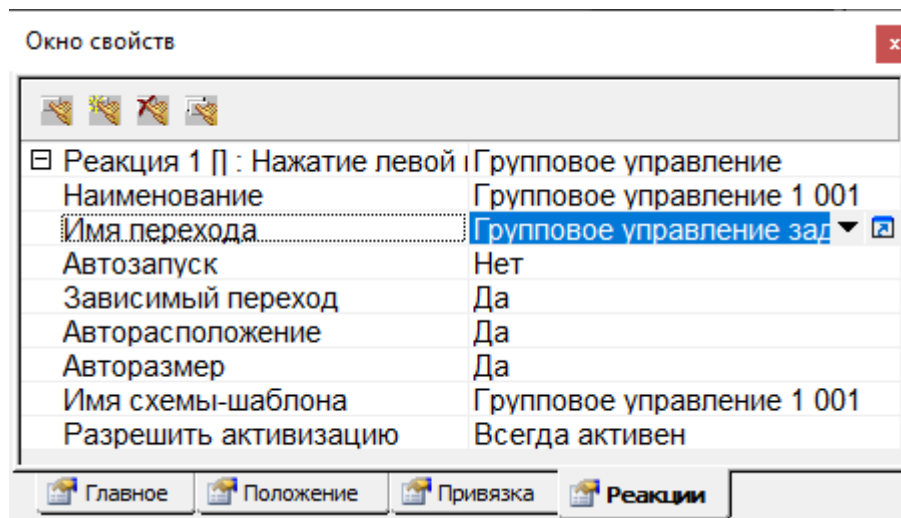 Окно свойств
Реакция 1 [] : Нажатие левой Групповое управление
Наименование Групповое управление 1 001
Имя перехода Групповое управление зад
Автозапуск Нет
Зависимый переход Да
Авторасположение Да
Авторазмер Да
Имя схемы-шаблона Групповое управление 1 001
Разрешить активизацию Всегда активен
Главное Положение Привязка Реакции